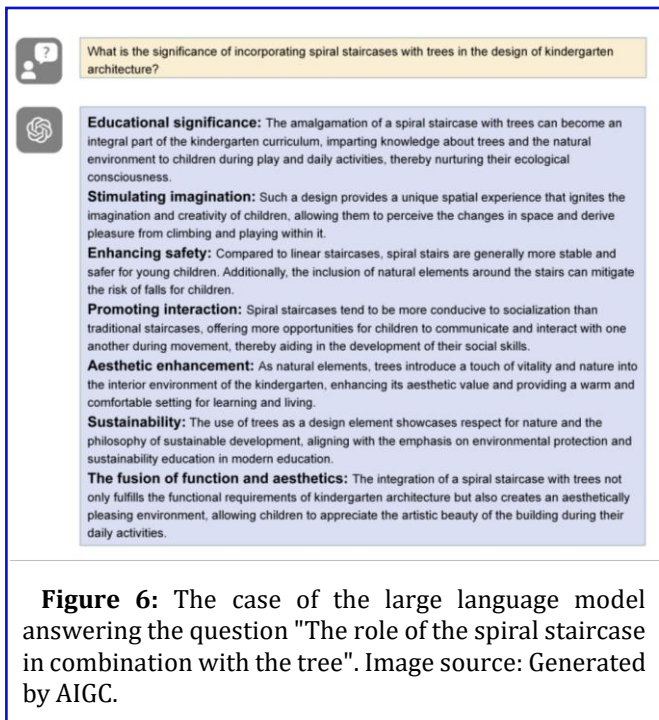 ?
What is the significance of incorporating spiral staircases with trees in the design of kindergarten
architecture?
Educational significance: The amalgamation of a spiral staircase with trees can become an
integral part of the kindergarten curriculum, imparting knowledge about trees and the natural
environment to children during play and daily activities, thereby nurturing their ecological
consciousness.
Stimulating imagination: Such a design provides a unique spatial experience that ignites the
imagination and creativity of children, allowing them to perceive the changes in space and derive
pleasure from climbing and playing within it.
Enhancing safety: Compared to linear staircases, spiral stairs are generally more stable and
safer for young children. Additionally, the inclusion of natural elements around the stairs can mitigate
the risk of falls for children.
Promoting interaction: Spiral staircases tend to be more conducive to socialization than
traditional staircases, offering more opportunities for children to communicate and interact with one
another during movement, thereby aiding in the development of their social skills.
Aesthetic enhancement: As natural elements, trees introduce a touch of vitality and nature into
the interior environment of the kindergarten, enhancing its aesthetic value and providing a warm and
comfortable setting for learning and living.
Sustainability: The use of trees as a design element showcases respect for nature and the
philosophy of sustainable development, aligning with the emphasis on environmental protection and
sustainability education in modern education.
The fusion of function and aesthetics: The integration of a spiral staircase with trees not
only fulfills the functional requirements of kindergarten architecture but also creates an aesthetically
pleasing environment, allowing children to appreciate the artistic beauty of the building during their
daily activities.
Figure 6: The case of the large language model
answering the question "The role of the spiral staircase
in combination with the tree". Image source: Generated
by AIGC.